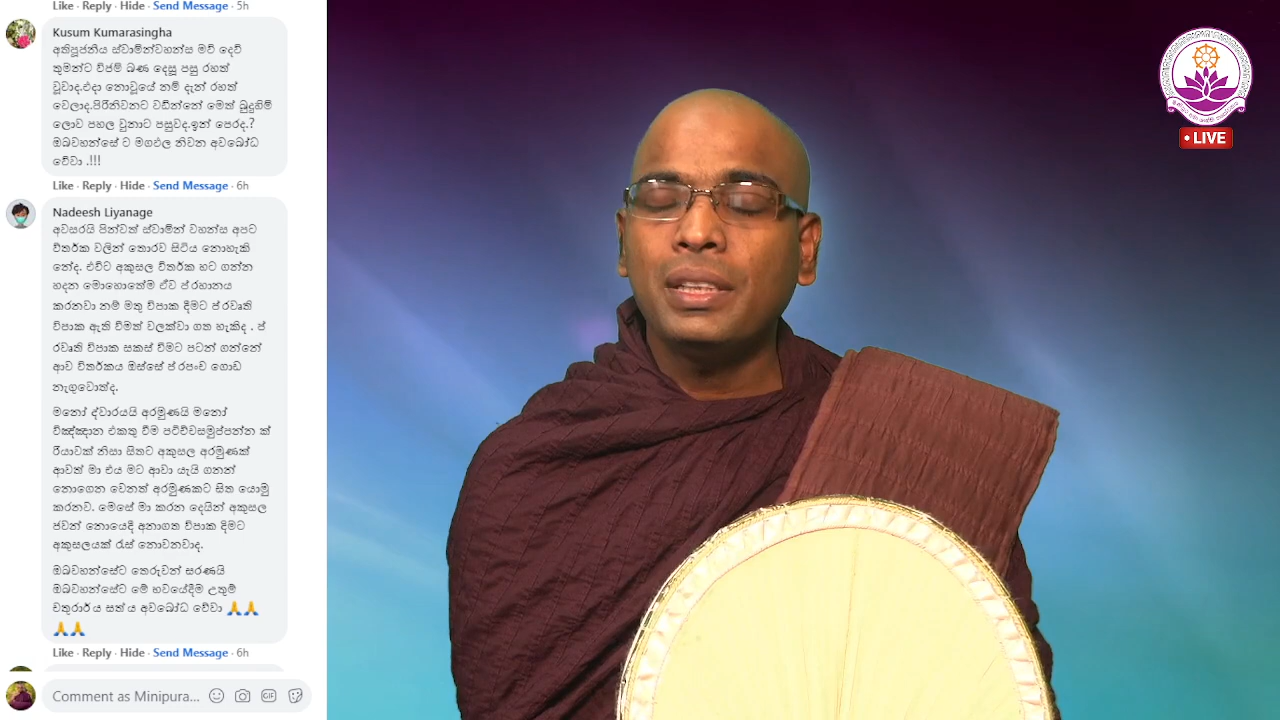 Like · Reply · Hide · Send Message · 5h
Kusum Kumarasingha
අතිපූජනීය ස්වාමින්වහන්ස මව් දෙවි
තුමන්ට විජම් බණ දෙසූ පසු රහත්
වූවාද.එදා නොවූයේ නම් දැන් රහත්
වෙලාද.පිරිනිවනට වඩින්නේ මෙත් බුදුහිමි
ලොව පහල වුනාට පසුවද.ඉන් පෙරද.?
ඔබවහන්සේ ට මගඵල නිවන අවබෝධ
වේවා .!!!
Like · Reply · Hide · Send Message · 6h
Nadeesh Liyanage
අවසරයි පින්වත් ස්වාමින් වහන්ස අපට
විතර්ක වලින් තොරව සිටිය නොහැකි
නේද. එවිට අකුසල විතර්ක හට ගන්න
හදන මොහොතේම ඒව ප්රහානය
කරනවා නම් මතු විපාක දීමට ප්රවෘති
විපාක ඇති වීමත් වලක්වා ගත හැකිද . ප්
රවෘති විපාක සකස් වීමට පටන් ගන්නේ
ආව විතර්කය ඔස්සේ ප්රපංච ගොඩ
නැගුවොත්ද.
මනෝ ද්වාරයයි අරමුණයි මනෝ
විඤ්ඤාන එකතු වීම පටිච්චසමුප්පන්න ක්
රියාවක් නිසා සිතට අකුසල අරමුණක්
ආවත් මා එය මට ආවා යැයි ගනන්
නොගෙන වෙනත් අරමුණකට සිත යොමු
කරනව. මෙසේ මා කරන දෙයින් අකුසල
ජවන් නොයෙදී අනාගත විපාක දිමට
අකුසලයක් රැස් නොවනවාද.
ඔබවහන්සේට තෙරුවන් සරණයි
ඔබවහන්සේට මේ භවයේදීම උතුම්
චතුරාර්ය සත්ය අවබෝධ වේවා 🙏🙏
🙏🙏
Like · Reply · Hide · Send Message · 6h
Comment as Minipura...
GIF
LIVE